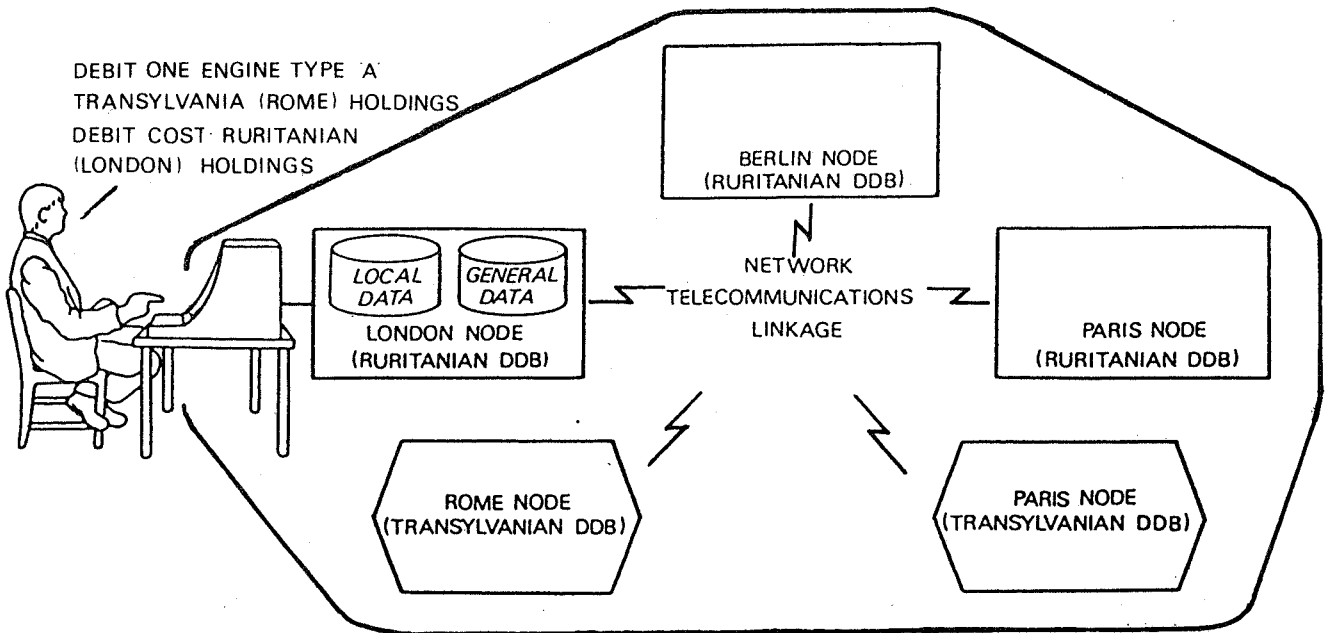 DEBIT ONE ENGINE TYPE 'A'
TRANSYLVANIA (ROME) HOLDINGS
DEBIT COST· RURITANIAN
(LONDON) HOLDINGS
BERLIN NODE
(RURITANIAN DDB)
LOCAL
DATA
GENERAL
DATA
LONDON NODE
(RURITANIAN DDB)
NETWORK
TELECOMMUNICATIONS
LINKAGE
PARIS NODE
(RURITANIAN DDB)
ROME NODE
(TRANSYLVANIAN DDB)
PARIS NODE
(TRANSYLVANIAN DDB)